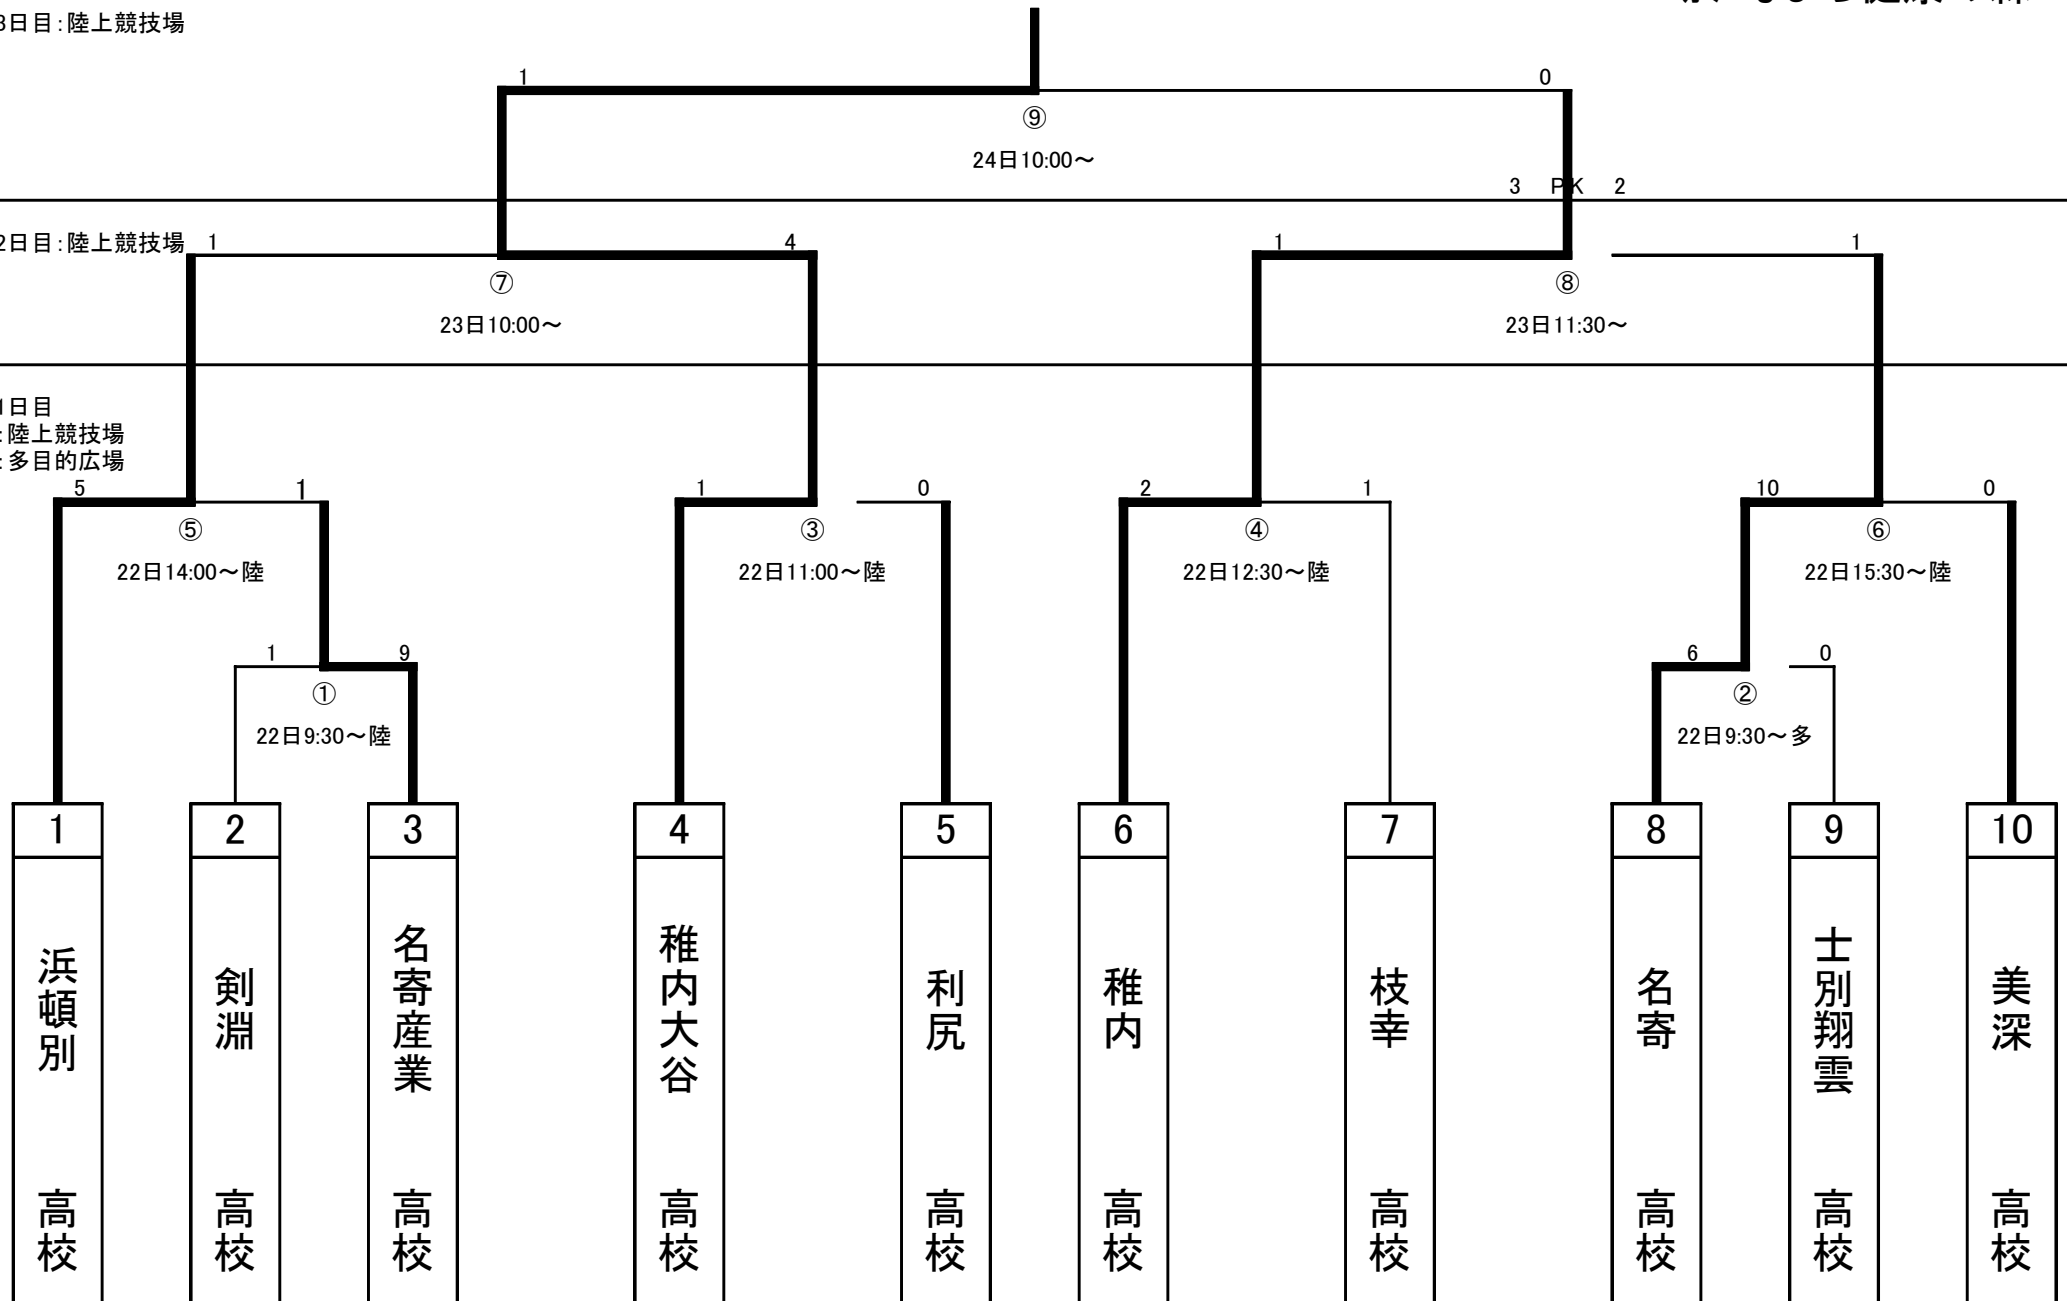 3日目：陸上競技場
1 0
⑨
24日10:00～
3 PK 2
2日目：陸上競技場
1 4 1 1
⑦ ⑧
23日10:00～ 23日11:30～
1日目
：陸上競技場
：多目的広場
5 1 1 0 2 1 10 0
⑤ ③ ④ ⑥
22日14:00～陸 22日11:00～陸 22日12:30～陸 22日15:30～陸
1 9 6 0
① ②
22日9:30～陸 22日9:30～多
1 2 3 4 5 6 7 8 9 10
浜頓別 高校
剣淵 高校
名寄産業 高校
稚内大谷 高校
利尻 高校
稚内 高校
枝幸 高校
名寄 高校
士別翔雲 高校
美深 高校